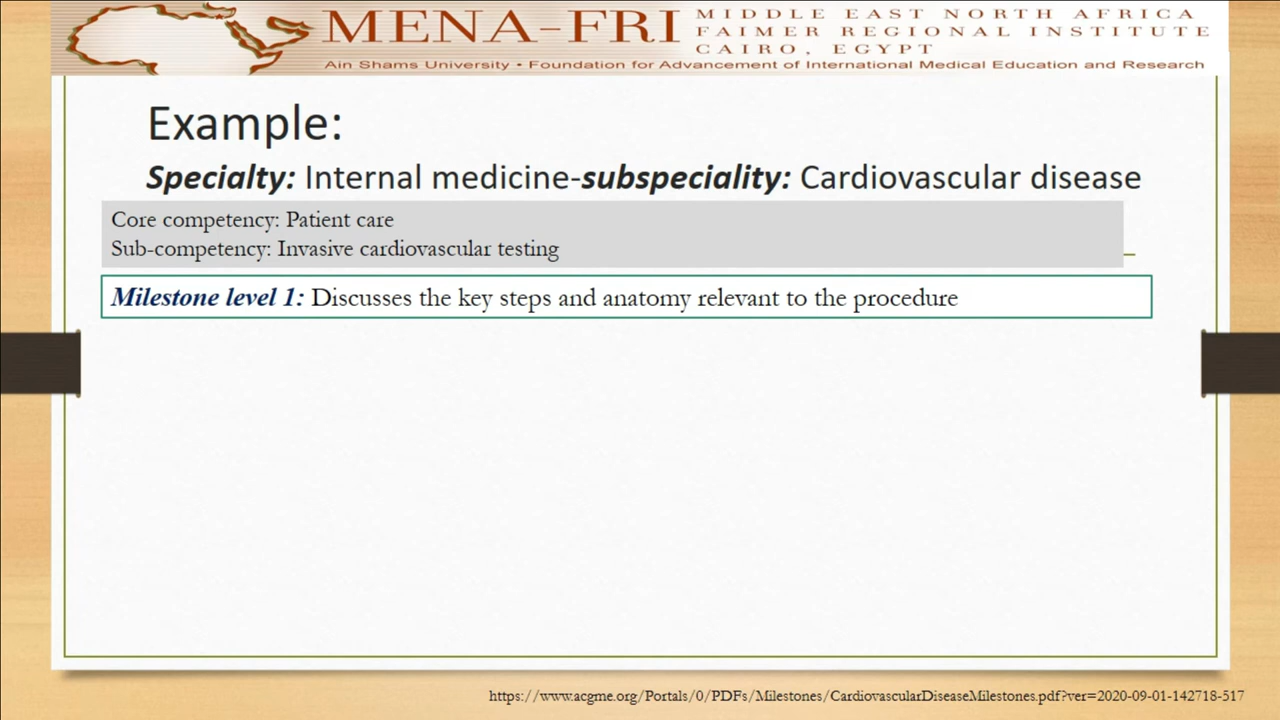 MENA-FRI
MIDDLE EAST NORTH AFRICA
FAIMER REGIONAL INSTITUTE
CAIRO, EGYPT
Ain Shams University • Foundation for Advancement of International Medical Education and Research
Example:
Specialty: Internal medicine-subspeciality: Cardiovascular disease
Core competency: Patient care
Sub-competency: Invasive cardiovascular testing
Milestone level 1: Discusses the key steps and anatomy relevant to the procedure
https://www.acgme.org/Portals/0/PDFs/Milestones/CardiovascularDiseaseMilestones.pdf?ver=2020-09-01-142718-517